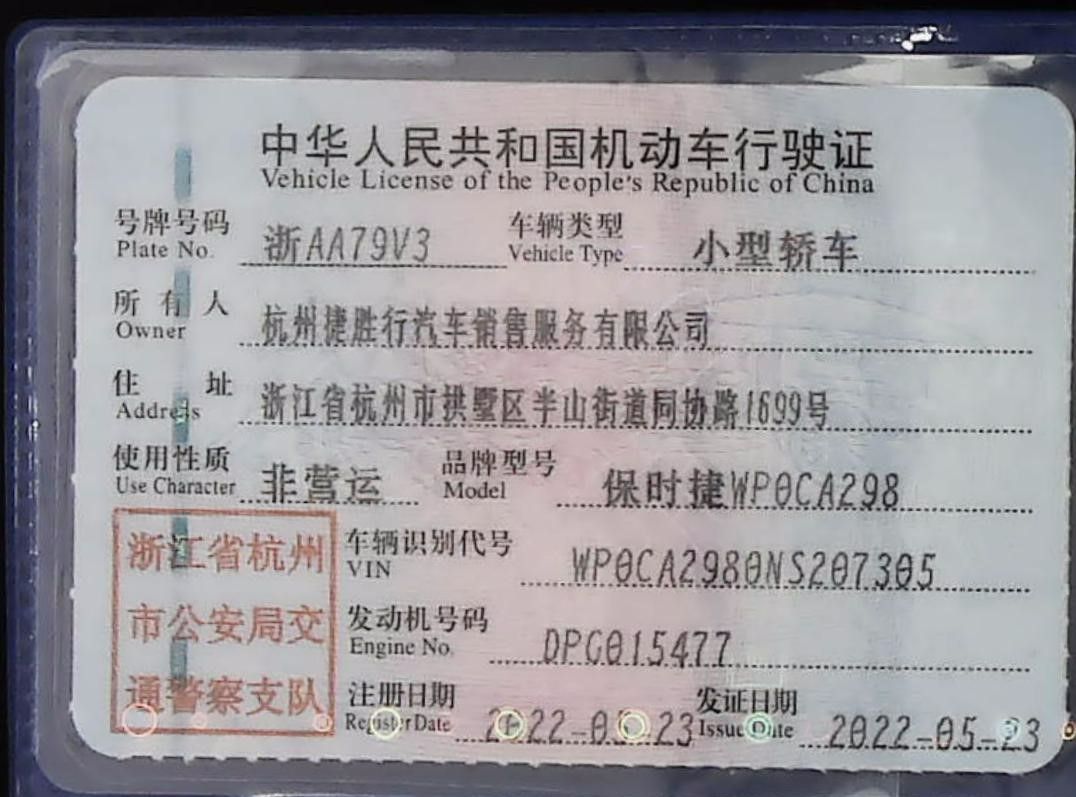 中华人民共和国机动车行驶证
Vehicle License of the People's Republic of China
号牌号码 浙AA79V3 车辆类型 小型轿车
Plate No. Vehicle Type
所有人 杭州捷胜行汽车销售服务有限公司
Owner
住址 浙江省杭州市拱墅区半山街道同协路1699号
Address
使用性质 非营运 品牌型号 保时捷WP0CA298
Use Character Model
浙江省杭州 车辆识别代号 WP0CA2980NS207305
VIN
市公安局交 发动机号码 DPG015477
Engine No.
通警察支队 注册日期 2022-05-23 发证日期 2022-05-23
Register Date Issue Date